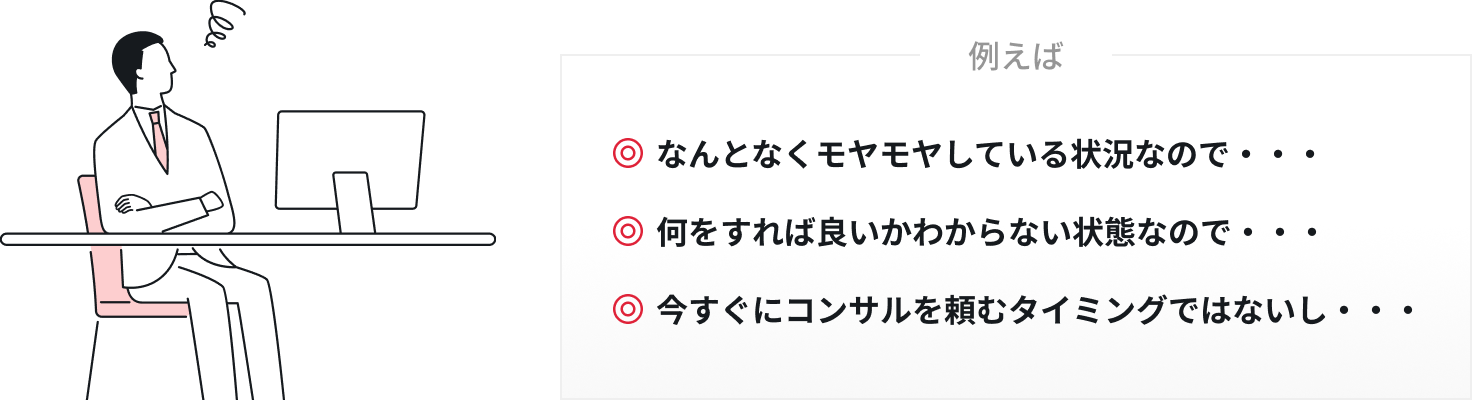 例えば
◎ なんとなくモヤモヤしている状況なので・・・
◎ 何をすれば良いかわからない状態なので・・・
◎ 今すぐにコンサルを頼むタイミングではないし・・・